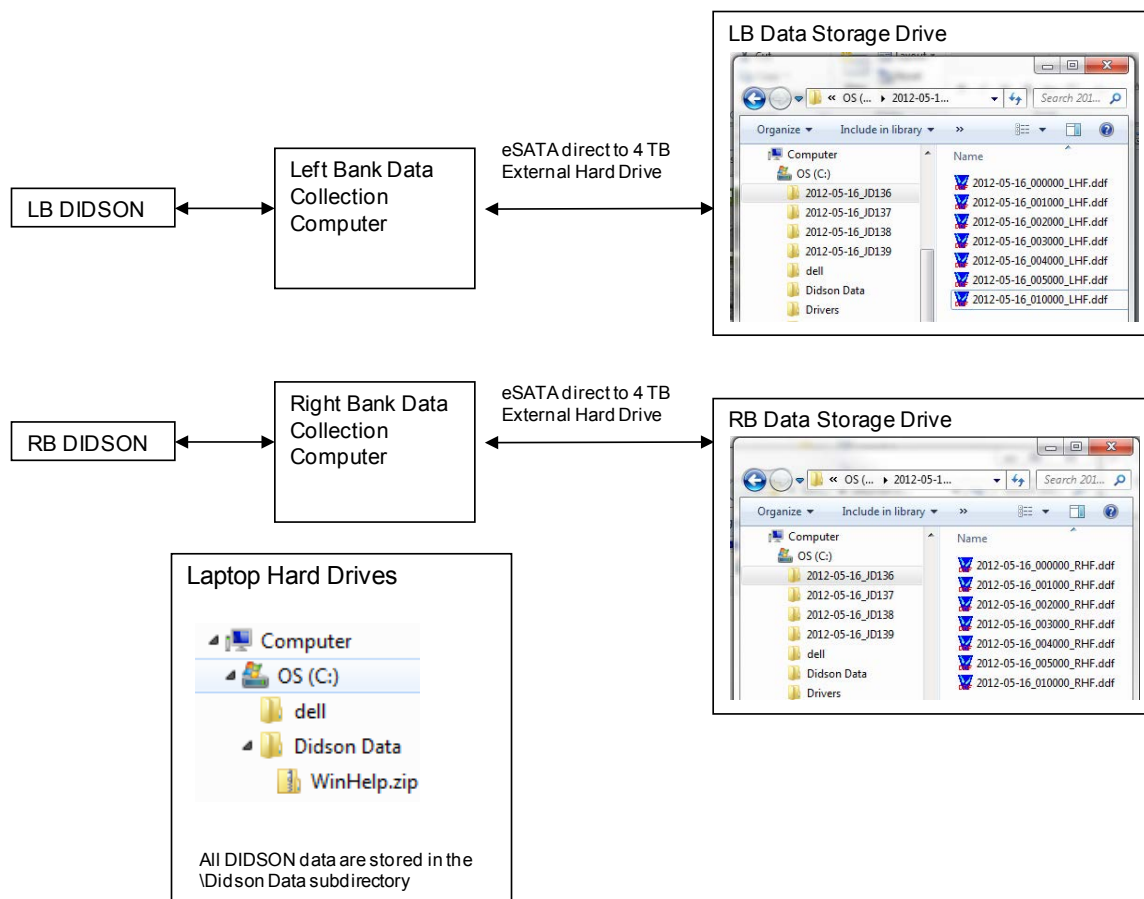 LB Data Storage Drive
OS (... ▸ 2012-05-1...
Search 201...
Organize
Include in library
»
Computer
OS (C:)
2012-05-16_JD136
2012-05-16_JD137
2012-05-16_JD138
2012-05-16_JD139
dell
Didson Data
Drivers
Name
2012-05-16_000000_LHF.ddf
2012-05-16_001000_LHF.ddf
2012-05-16_002000_LHF.ddf
2012-05-16_003000_LHF.ddf
2012-05-16_004000_LHF.ddf
2012-05-16_005000_LHF.ddf
2012-05-16_010000_LHF.ddf
LB DIDSON
Left Bank Data
Collection
Computer
eSATA direct to 4 TB
External Hard Drive
RB DIDSON
Right Bank Data
Collection
Computer
eSATA direct to 4 TB
External Hard Drive
RB Data Storage Drive
OS (... ▸ 2012-05-1...
Search 201...
Organize
Include in library
»
Computer
OS (C:)
2012-05-16_JD136
2012-05-16_JD137
2012-05-16_JD138
2012-05-16_JD139
dell
Didson Data
Drivers
Name
2012-05-16_000000_RHF.ddf
2012-05-16_001000_RHF.ddf
2012-05-16_002000_RHF.ddf
2012-05-16_003000_RHF.ddf
2012-05-16_004000_RHF.ddf
2012-05-16_005000_RHF.ddf
2012-05-16_010000_RHF.ddf
Laptop Hard Drives
Computer
OS (C:)
dell
Didson Data
WinHelp.zip
All DIDSON data are stored in the
\Didson Data subdirectory